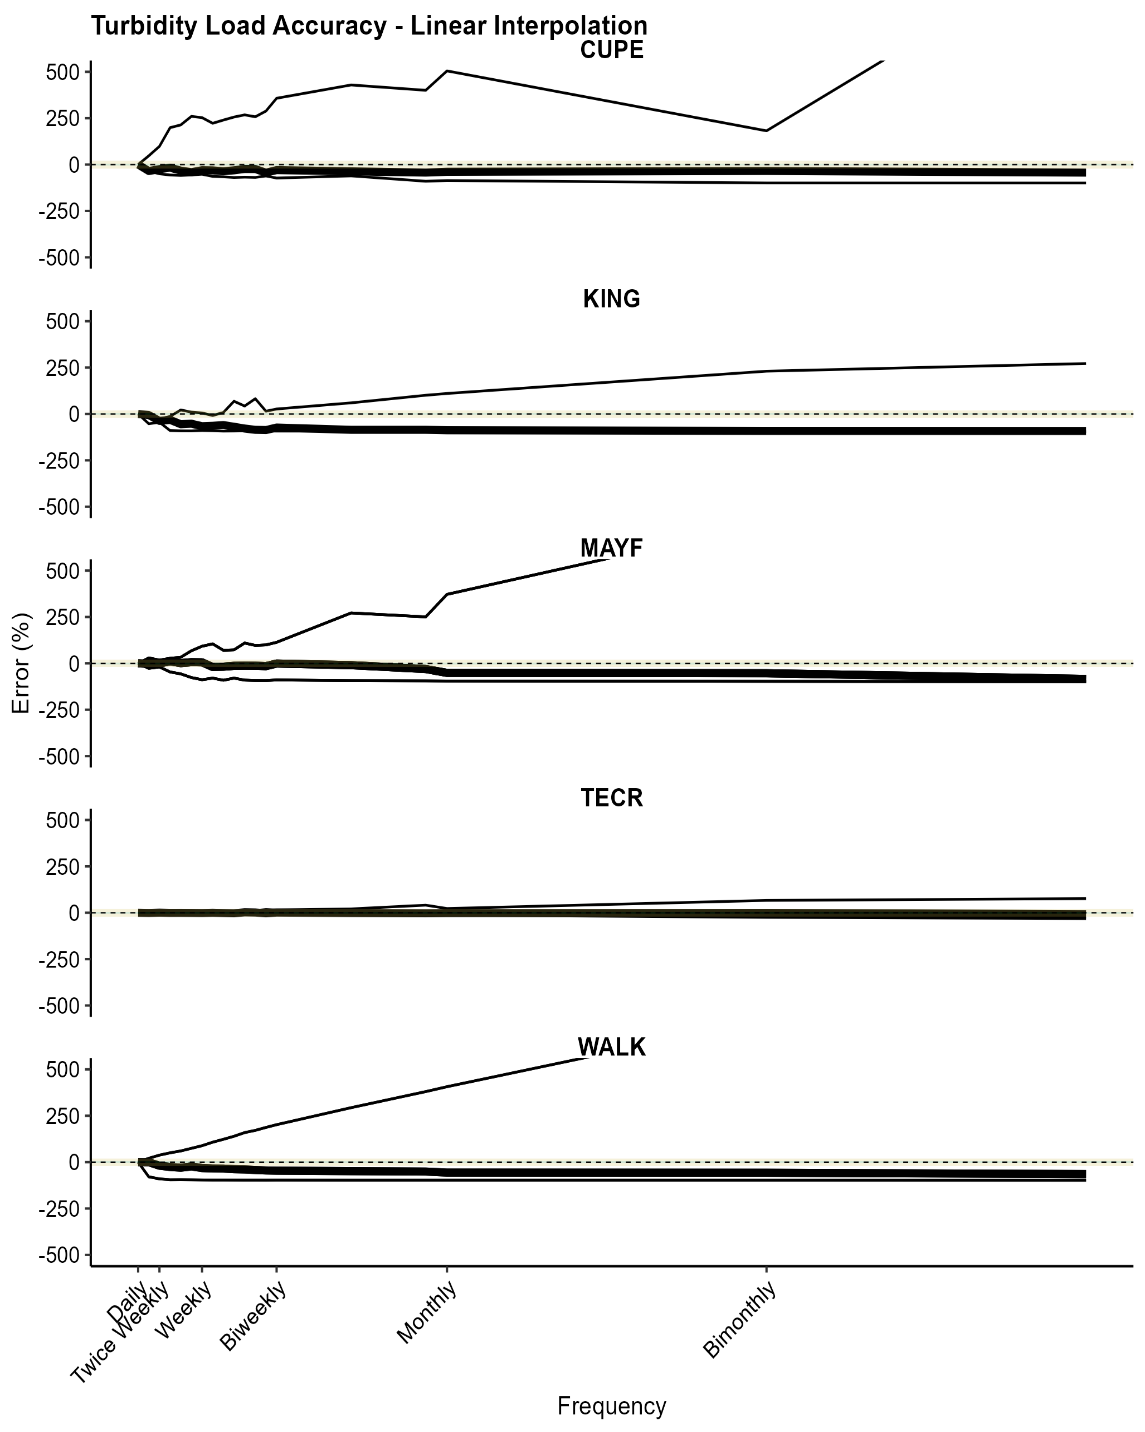 Turbidity Load Accuracy - Linear Interpolation
CUPE
500
250
0
-250
-500
KING
500
250
0
-250
-500
MAYF
500
250
0
-250
-500
Error (%)
TECR
500
250
0
-250
-500
WALK
500
250
0
-250
-500
Daily
Twice Weekly
Weekly
Biweekly
Monthly
Bimonthly
Frequency